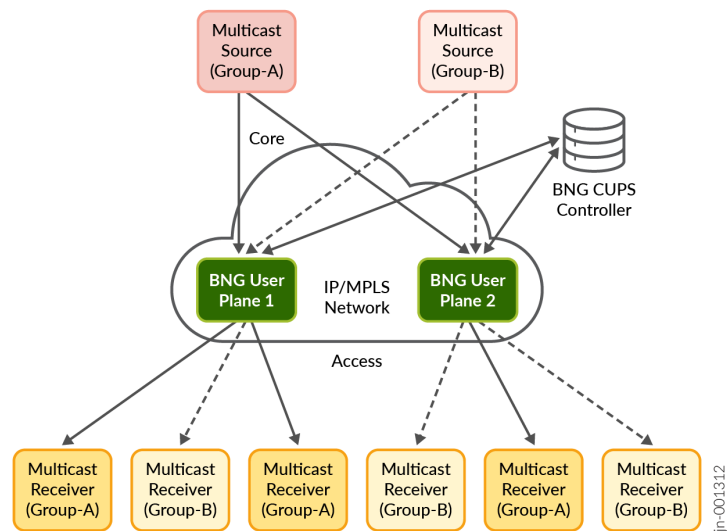 Multicast
Source
(Group-A)
Multicast
Source
(Group-B)
Core
BNG CUPS
Controller
BNG User
Plane 1
IP/MPLS
Network
BNG User
Plane 2
Access
Multicast
Receiver
(Group-A)
Multicast
Receiver
(Group-B)
Multicast
Receiver
(Group-A)
Multicast
Receiver
(Group-B)
Multicast
Receiver
(Group-A)
Multicast
Receiver
(Group-B)
jn-001312